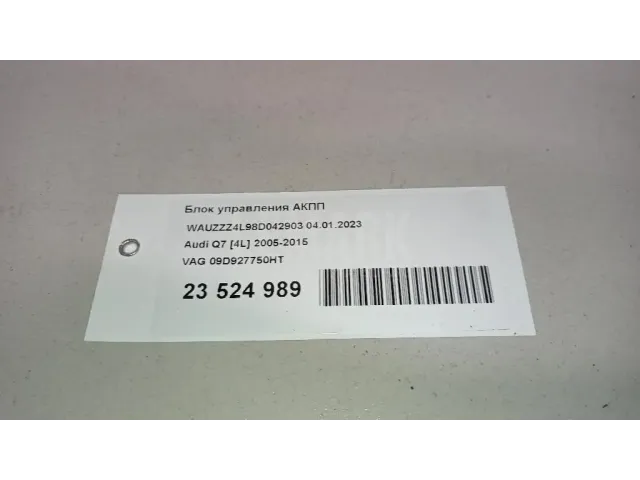 Блок управления АКПП
WAUZZZ4L98D042903 04.01.2023
Audi Q7 [4L] 2005-2015
VAG 09D927750HT
23 524 989